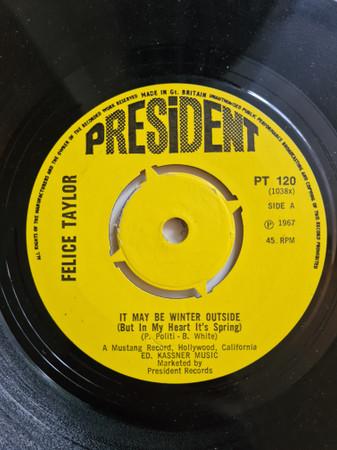 ALL RIGHTS OF THE MANUFACTURERS AND THE OWNER OF THE RECORDED WORK RESERVED MADE IN Gt. BRITAIN UNAUTHORISED PUBLIC PERFORMANCE BROADCASTING AND COPYING OF THIS RECORD PROHIBITED
PRESiDENT
FELICE TAYLOR
PT 120
(1038x)
SIDE A
Ⓟ 1967
45. RPM
IT MAY BE WINTER OUTSIDE
(But In My Heart It's Spring)
(P. Politi - B. White)
A Mustang Record, Hollywood, California
ED. KASSNER MUSIC
Marketed by
President Records